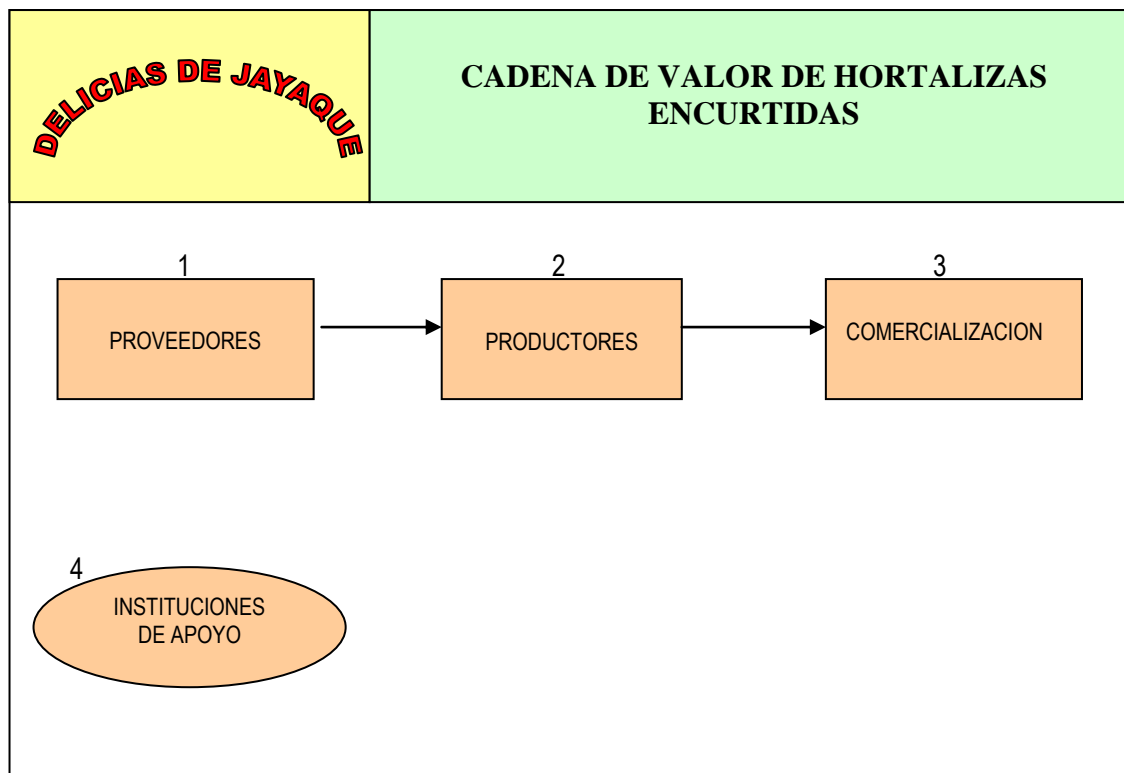 DELICIAS DE JAYAQUE
CADENA DE VALOR DE HORTALIZAS
ENCURTIDAS
1
PROVEEDORES
2
PRODUCTORES
3
COMERCIALIZACION
4
INSTITUCIONES
DE APOYO